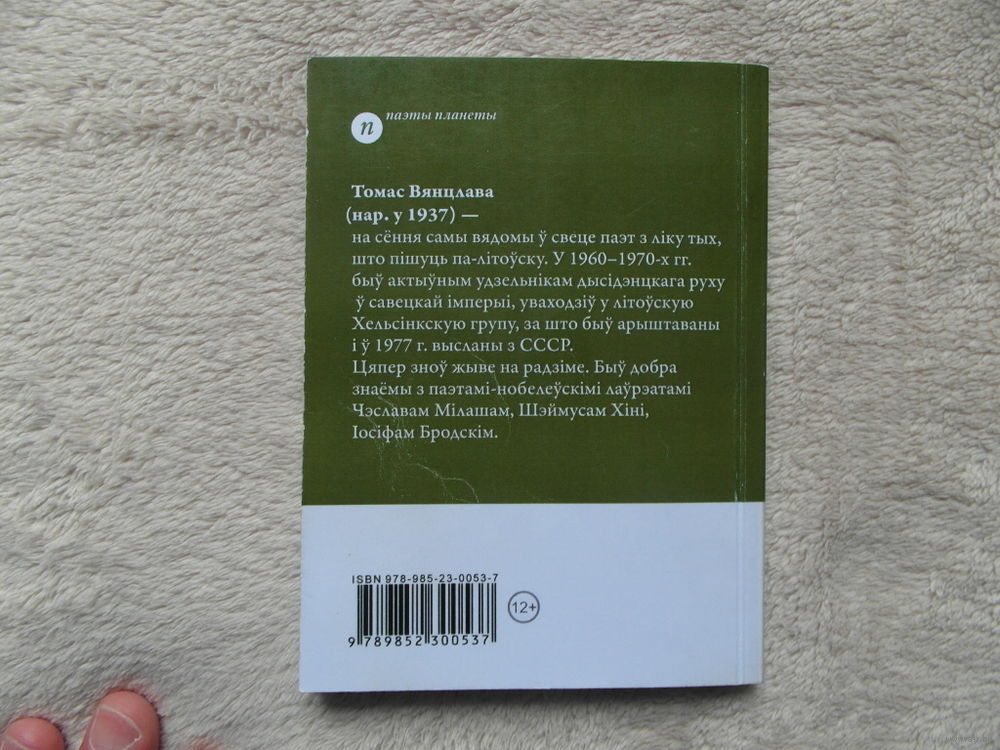 п
паэты планеты
Томас Вянцлава
(нар. у 1937) —
на сёння самы вядомы ў свеце паэт з ліку тых,
што пішуць па-літоўску. У 1960–1970-х гг.
быў актыўным удзельнікам дысідэнцкага руху
ў савецкай імперыі, уваходзіў у літоўскую
Хельсінкскую групу, за што быў арыштаваны
і ў 1977 г. высланы з СССР.
Цяпер зноў жыве на радзіме. Быў добра
знаёмы з паэтамі-нобелеўскімі лаўрэатамі
Чэславам Мілашам, Шэймусам Хіні,
Іосіфам Бродскім.
ISBN 978-985-23-0053-7
12+
9 789852 300537